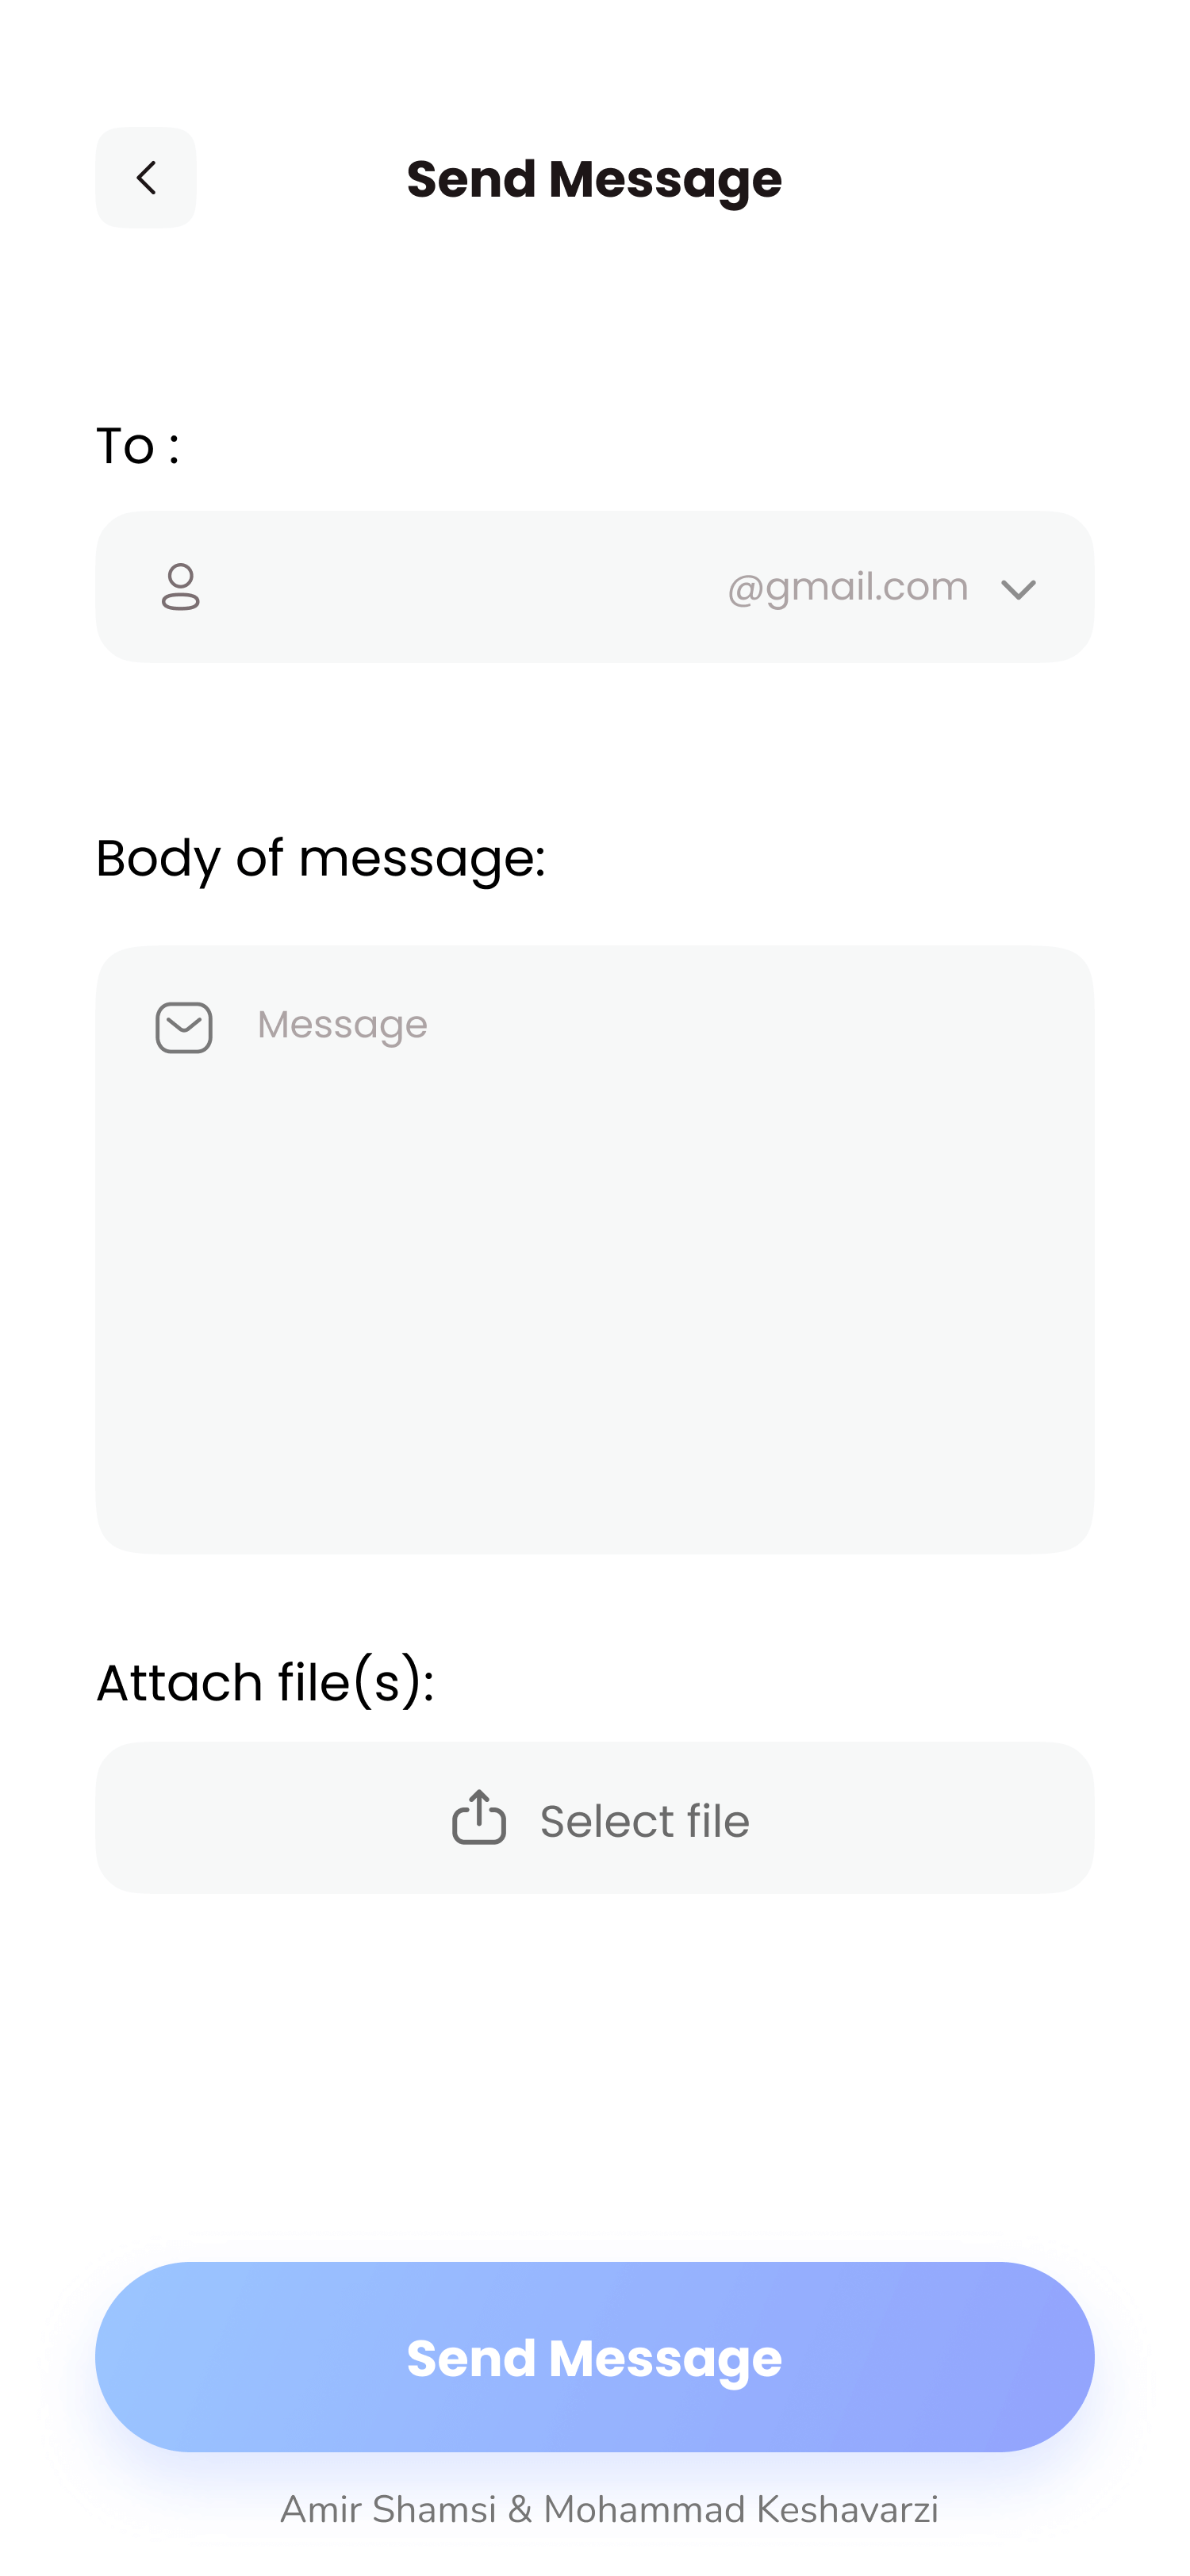 Send Message
To :
@gmail.com
Body of message:
Message
Attach file(s):
Select file
Send Message
Amir Shamsi & Mohammad Keshavarzi